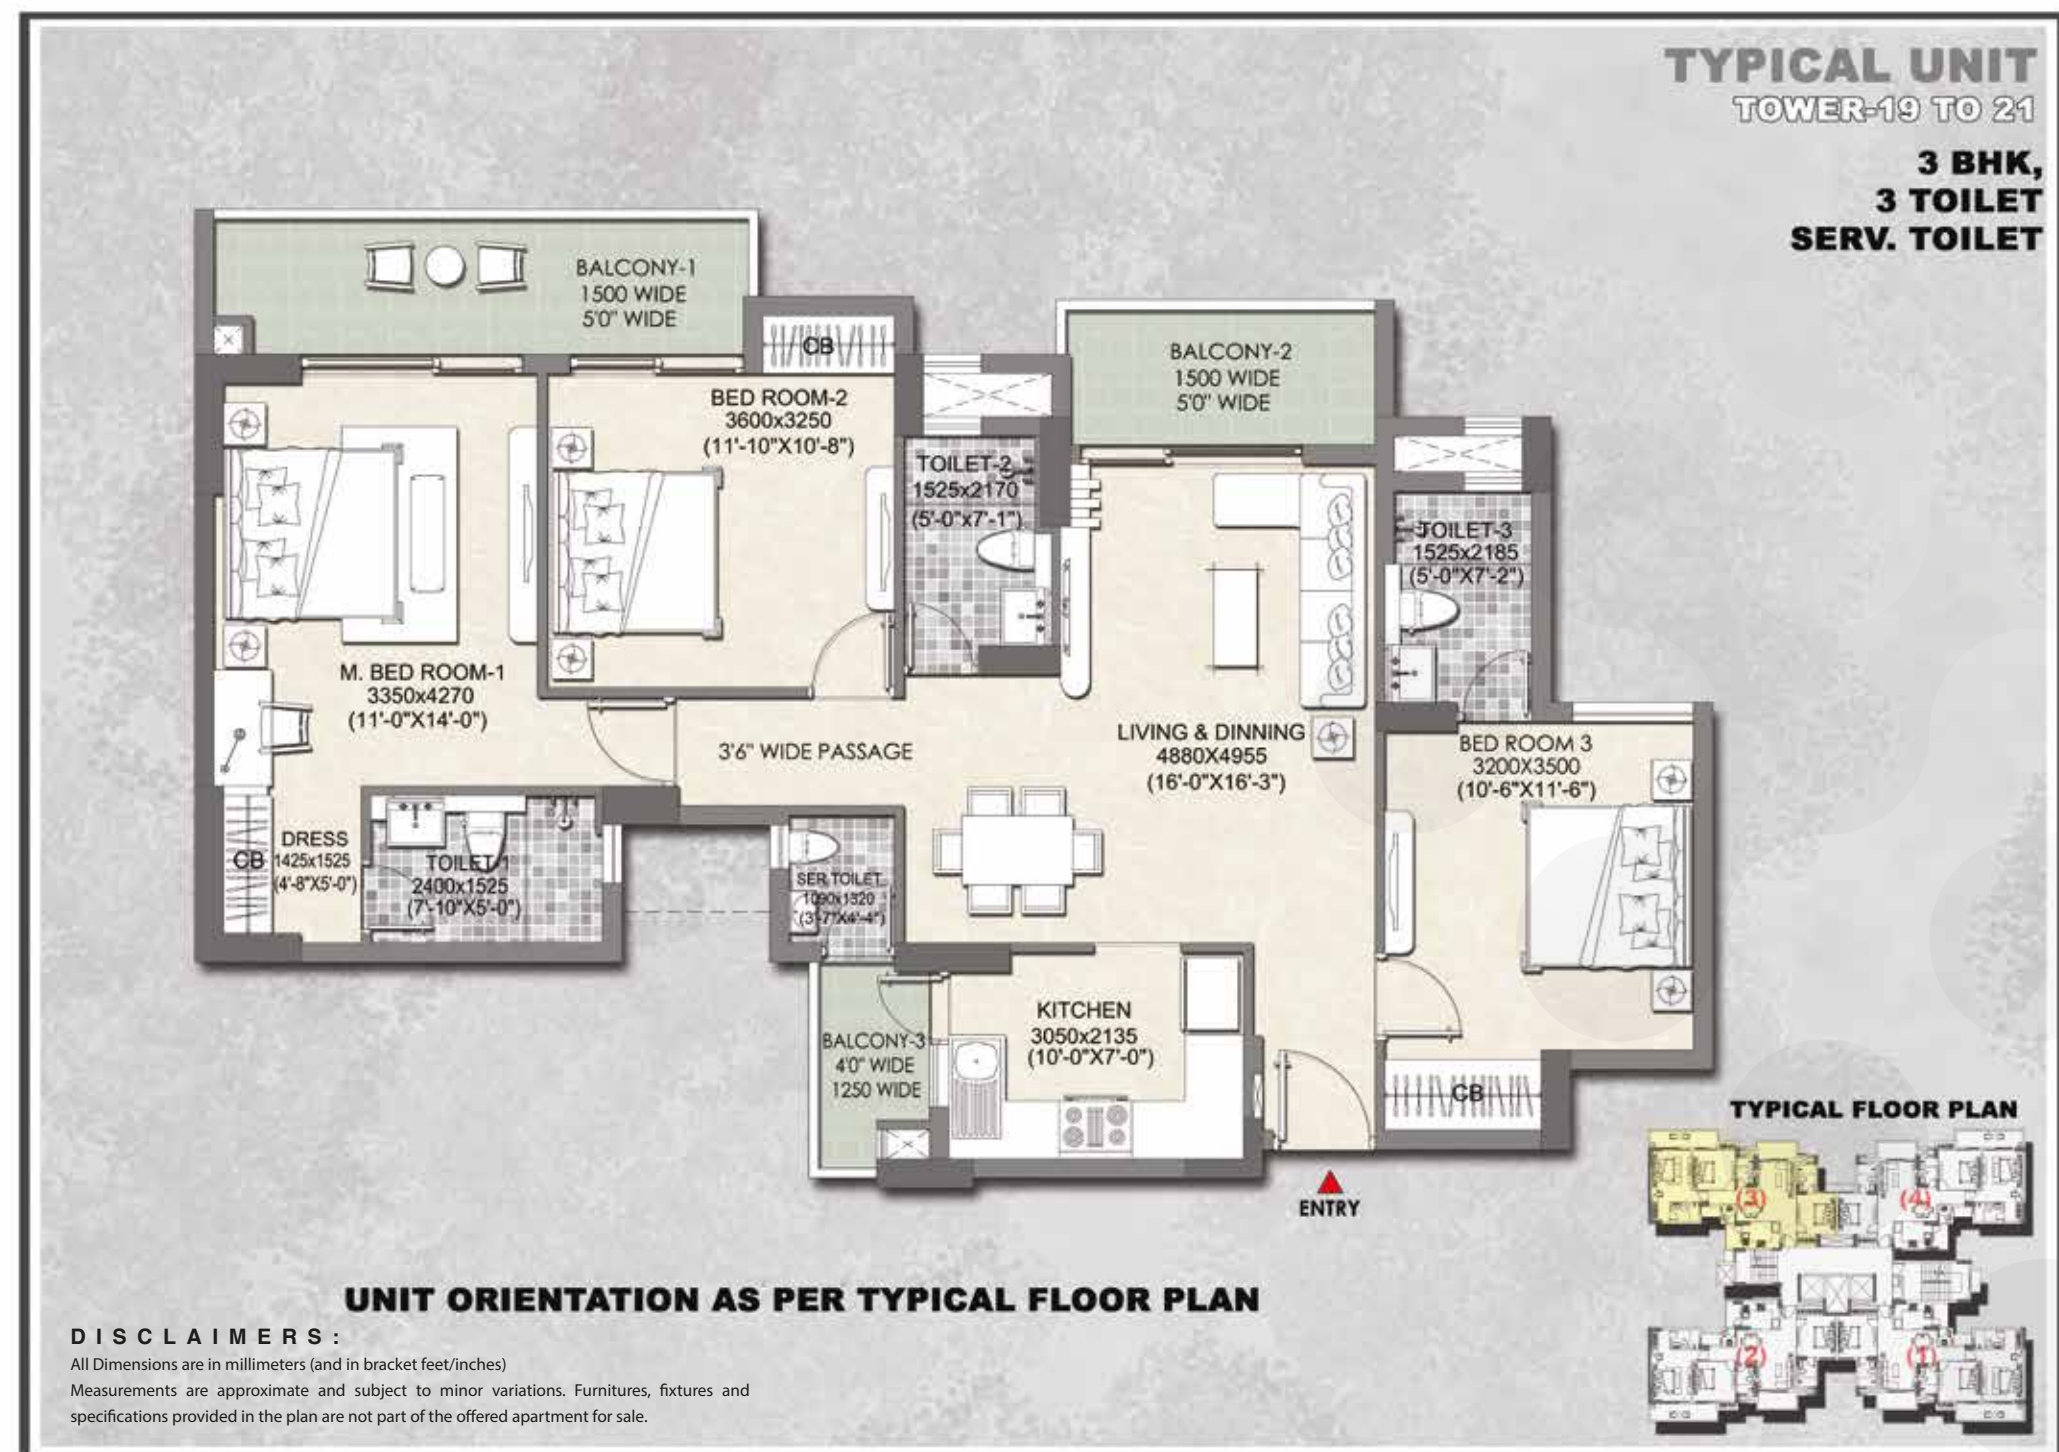 TYPICAL UNIT
TOWER-19 TO 21
3 BHK,
3 TOILET
SERV. TOILET
BALCONY-1
1500 WIDE
5'0" WIDE
CB
BED ROOM-2
3600x3250
(11'-10"X10'-8")
BALCONY-2
1500 WIDE
5'0" WIDE
TOILET-2
1525x2170
(5'-0"x7'-1")
TOILET-3
1525x2185
(5'-0"X7'-2")
M. BED ROOM-1
3350x4270
(11'-0"X14'-0")
3'6" WIDE PASSAGE
LIVING & DINNING
4880X4955
(16'-0"X16'-3")
BED ROOM 3
3200X3500
(10'-6"X11'-6")
DRESS
1425x1525
(4'-8"X5'-0")
CB
TOILET-1
2400x1525
(7'-10"X5'-0")
SER.TOILET
1090x1320
(3'-7"X4'-4")
KITCHEN
3050x2135
(10'-0"X7'-0")
BALCONY-3
4'0" WIDE
1250 WIDE
CB
ENTRY
TYPICAL FLOOR PLAN
(3)
(4)
(2)
(1)
UNIT ORIENTATION AS PER TYPICAL FLOOR PLAN
DISCLAIMERS:
All Dimensions are in millimeters (and in bracket feet/inches)
Measurements are approximate and subject to minor variations. Furnitures, fixtures and
specifications provided in the plan are not part of the offered apartment for sale.